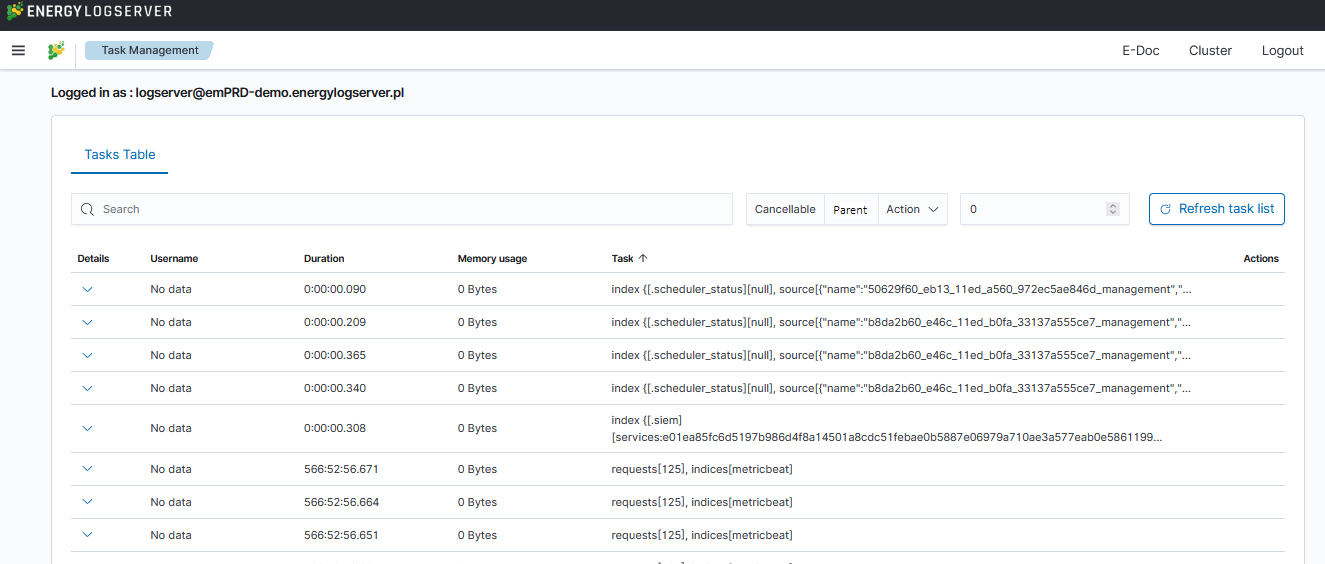 ENERGY LOGSERVER
Task Management
E-Doc Cluster Logout
Logged in as : logserver@emPRD-demo.energylogserver.pl
Tasks Table
Search Cancellable Parent Action 0 Refresh task list
Details Username Duration Memory usage Task Actions
No data 0:00:00.090 0 Bytes index {[.scheduler_status][null], source[{"name":"50629f60_eb13_11ed_a560_972ec5ae846d_management","...
No data 0:00:00.209 0 Bytes index {[.scheduler_status][null], source[{"name":"b8da2b60_e46c_11ed_b0fa_33137a555ce7_management","...
No data 0:00:00.365 0 Bytes index {[.scheduler_status][null], source[{"name":"b8da2b60_e46c_11ed_b0fa_33137a555ce7_management","...
No data 0:00:00.340 0 Bytes index {[.scheduler_status][null], source[{"name":"b8da2b60_e46c_11ed_b0fa_33137a555ce7_management","...
No data 0:00:00.308 0 Bytes index {[.siem]
[services:e01ea85fc6d5197b986d4f8a14501a8cdc51febae0b5887e06979a710ae3a577eab0e5861199...
No data 566:52:56.671 0 Bytes requests[125], indices[metricbeat]
No data 566:52:56.664 0 Bytes requests[125], indices[metricbeat]
No data 566:52:56.651 0 Bytes requests[125], indices[metricbeat]